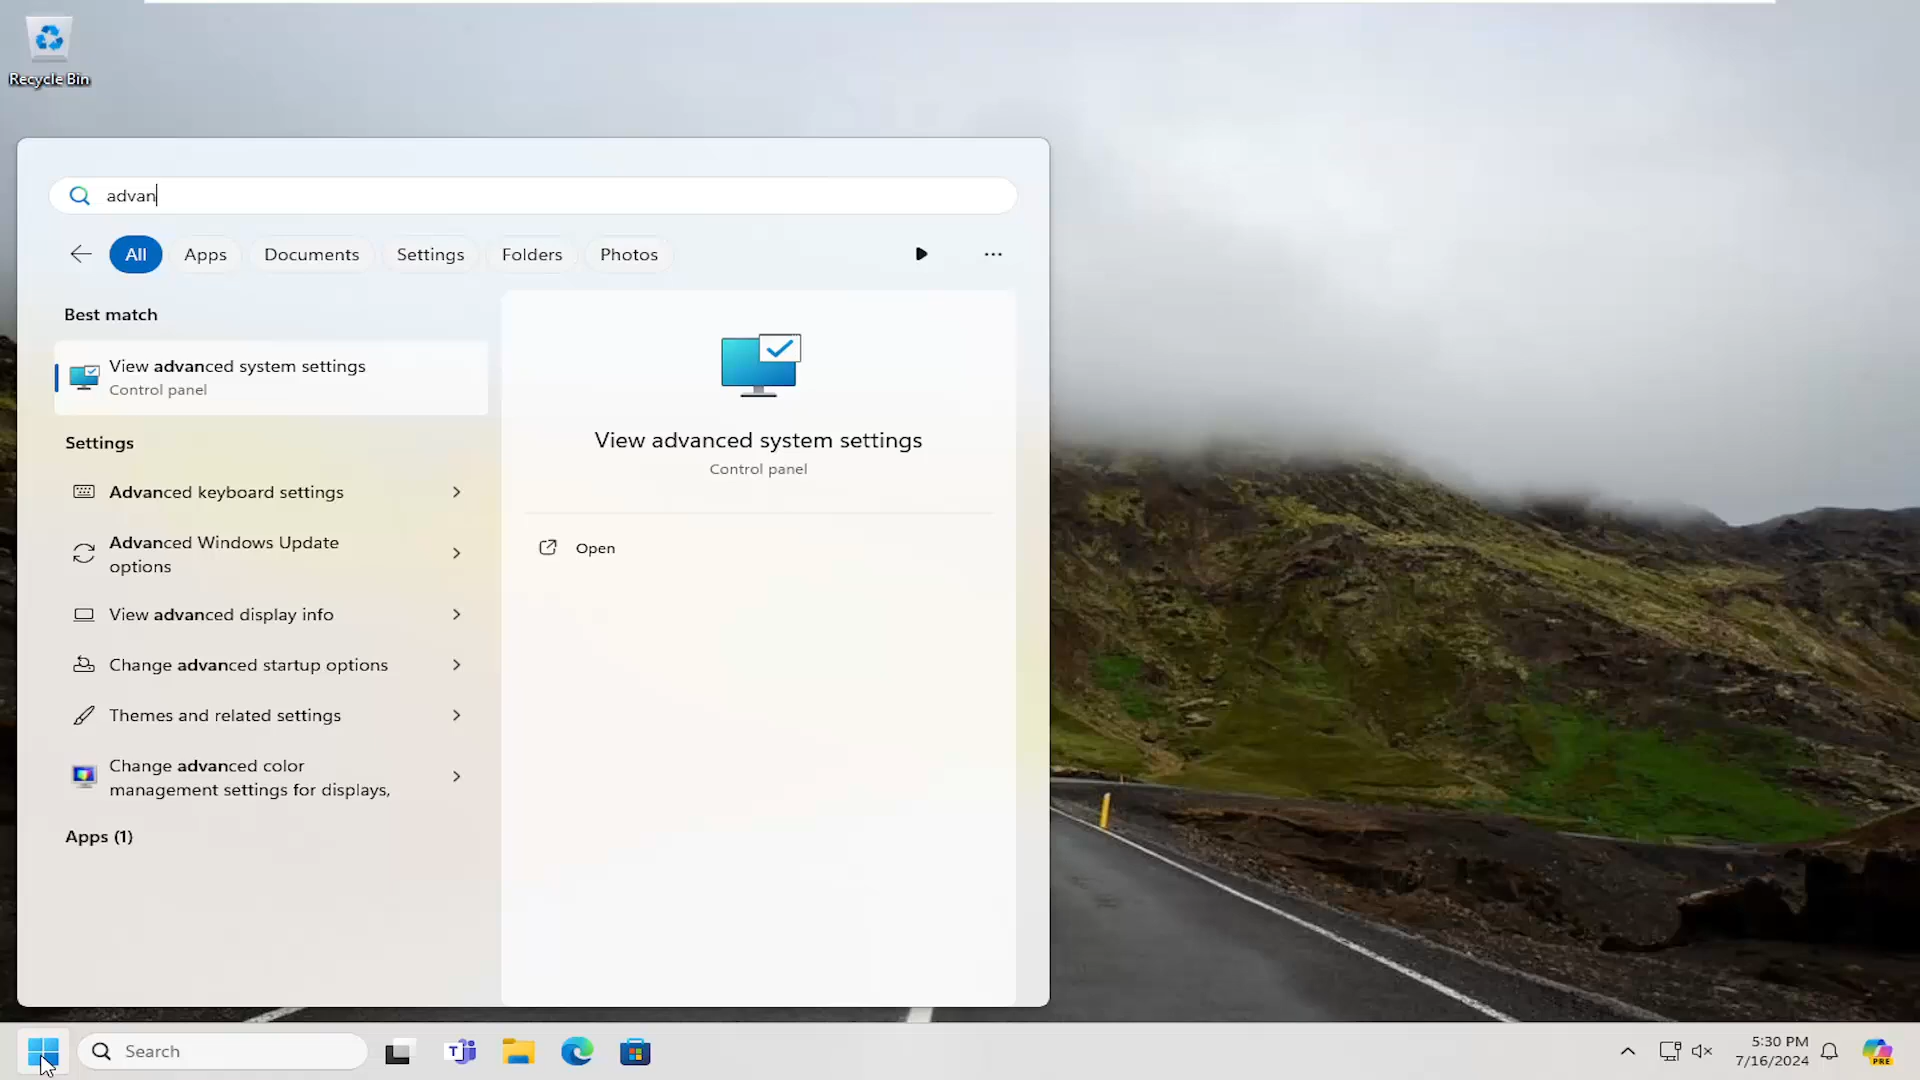 Recycle Bin
advan
All
Apps
Documents
Settings
Folders
Photos
Best match
View advanced system settings
Control panel
Settings
Advanced keyboard settings
Advanced Windows Update
options
View advanced display info
Change advanced startup options
Themes and related settings
Change advanced color
management settings for displays,
Apps (1)
View advanced system settings
Control panel
Open
Search
5:30 PM
7/16/2024
PRE